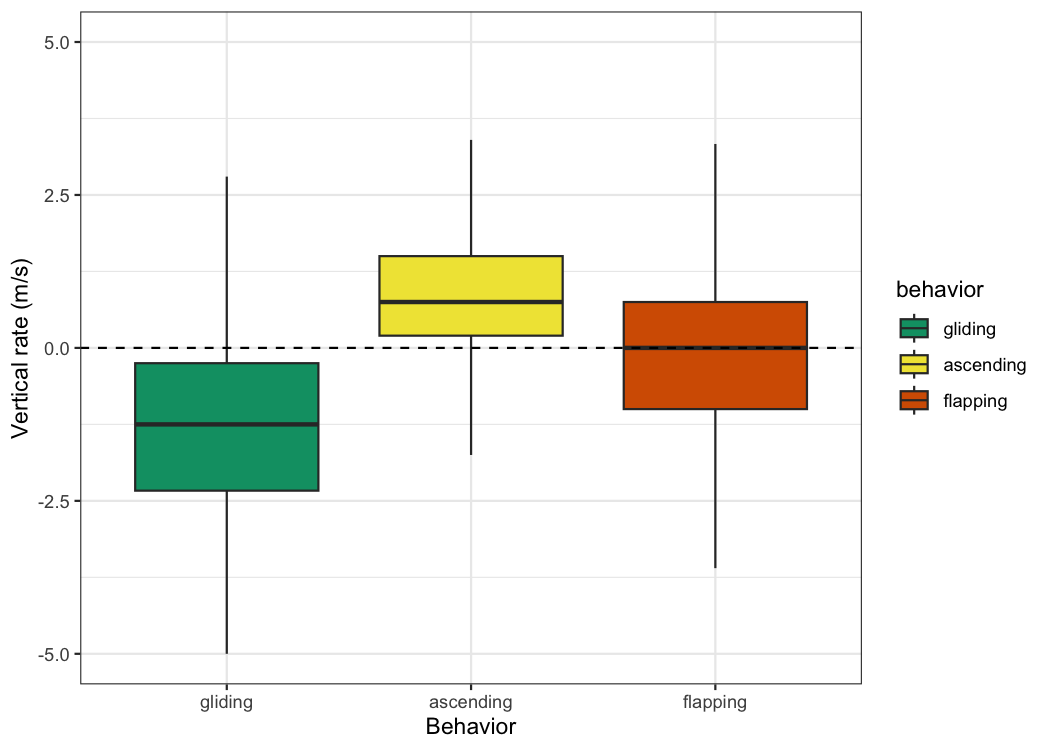 5.0
2.5
0.0
-2.5
-5.0
Vertical rate (m/s)
gliding
ascending
flapping
Behavior
behavior
gliding
ascending
flapping